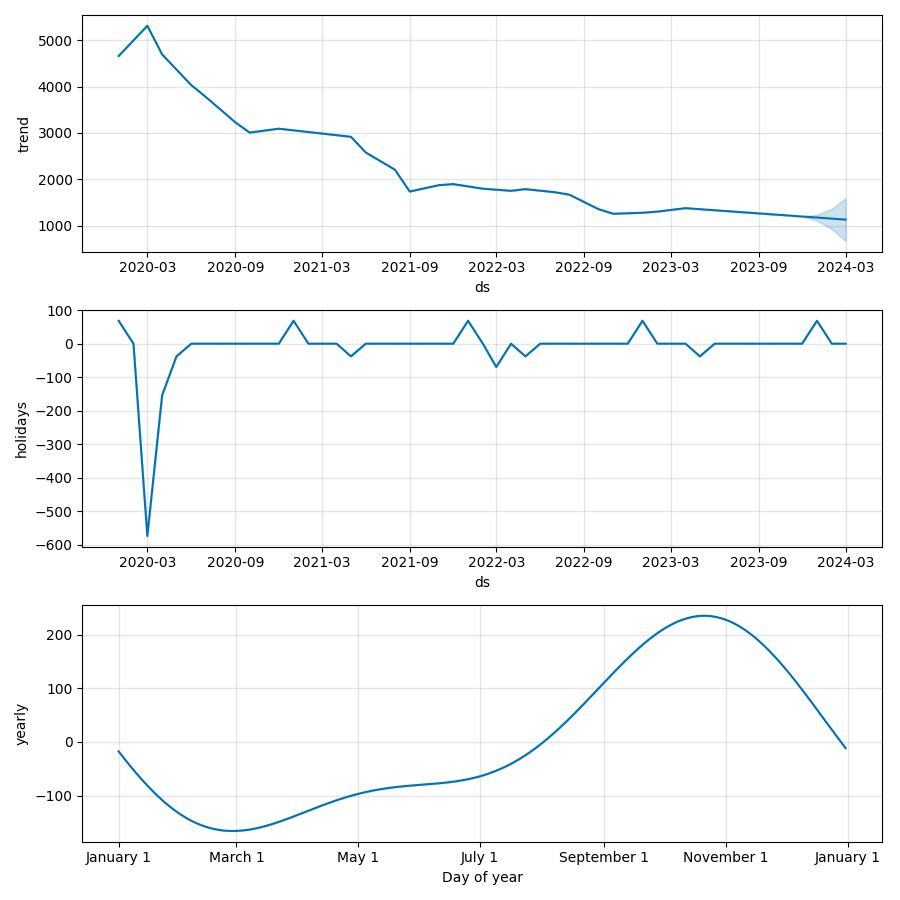 5000
4000
3000
2000
1000
trend
2020-03 2020-09 2021-03 2021-09 2022-03 2022-09 2023-03 2023-09 2024-03
ds
100
0
−100
−200
−300
−400
−500
−600
holidays
2020-03 2020-09 2021-03 2021-09 2022-03 2022-09 2023-03 2023-09 2024-03
ds
200
100
0
−100
yearly
January 1 March 1 May 1 July 1 September 1 November 1 January 1
Day of year